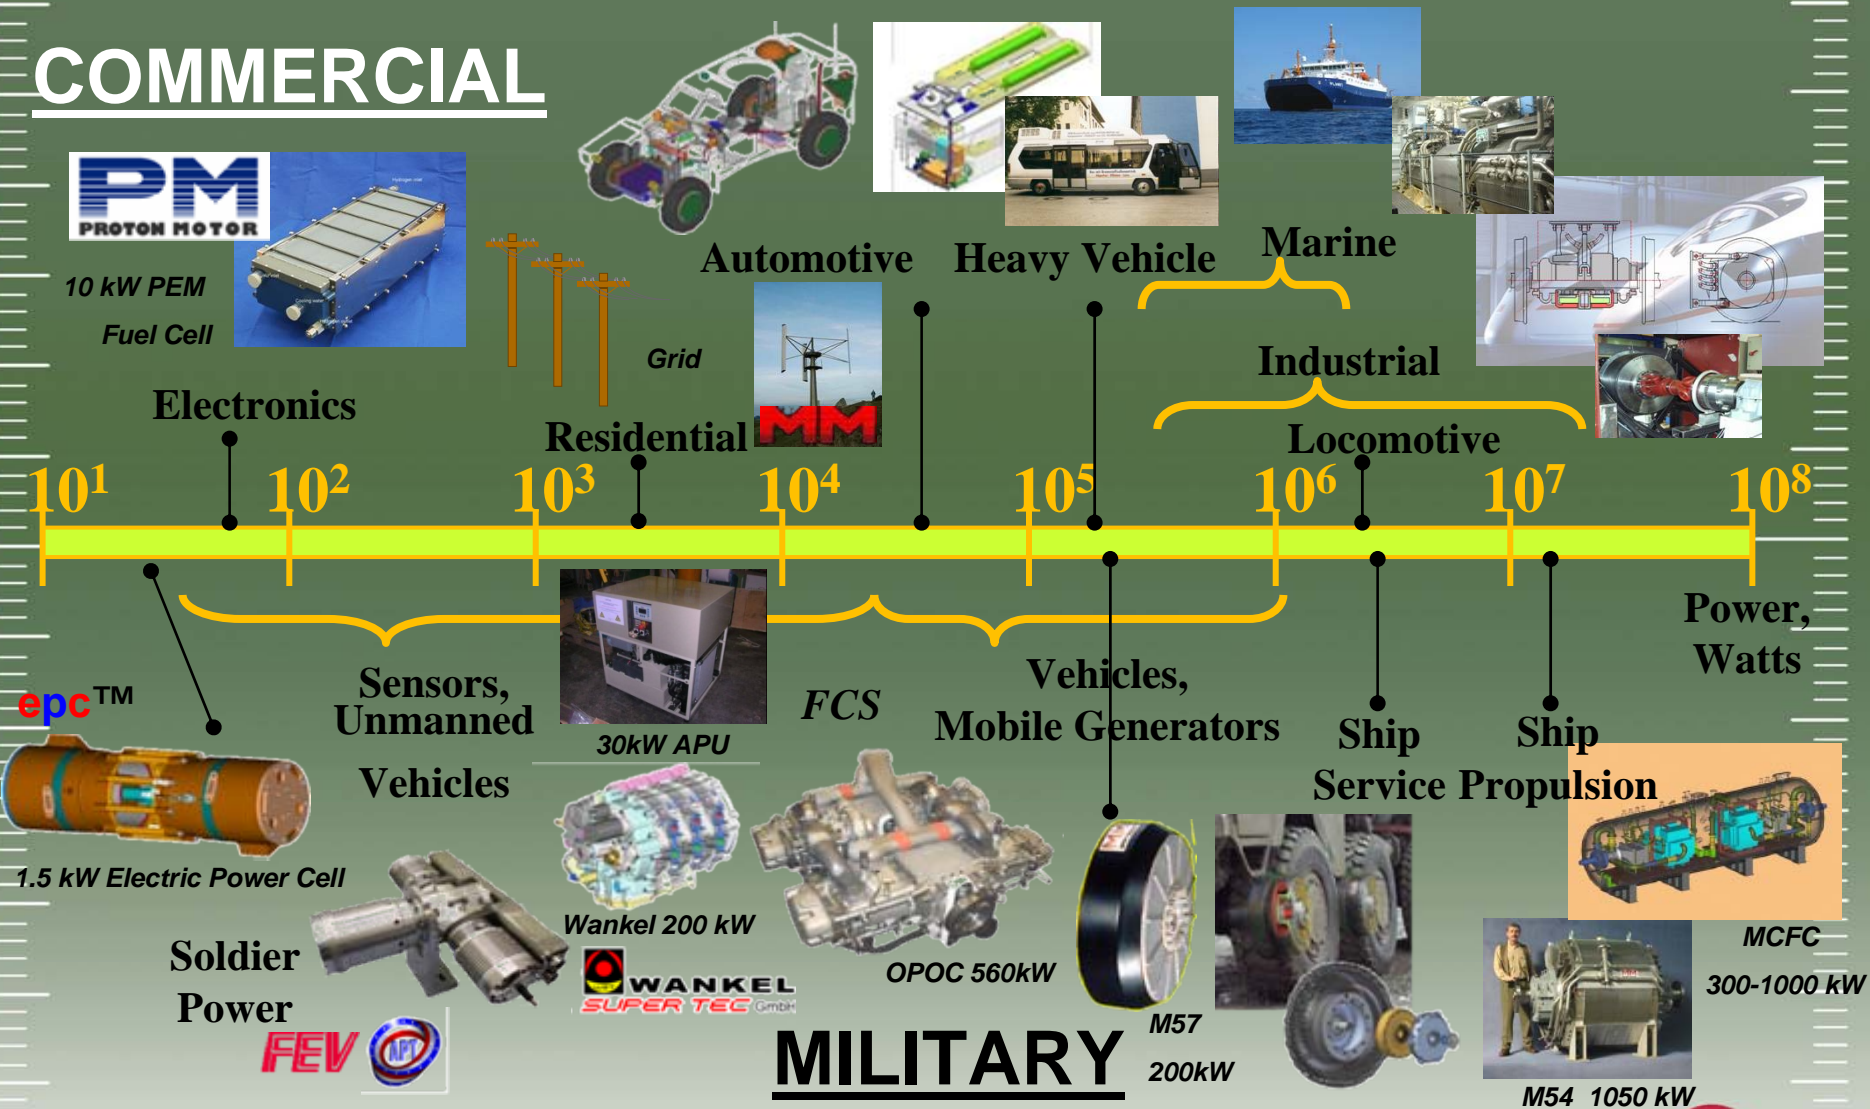 COMMERCIAL
PM
PROTON MOTOR
10 kW PEM
Fuel Cell
Grid
Automotive
Heavy Vehicle
Marine
Industrial
Locomotive
Electronics
Residential
MM
10¹
10²
10³
10⁴
10⁵
10⁶
10⁷
10⁸
Power,
Watts
epc™
1.5 kW Electric Power Cell
Sensors,
Unmanned
Vehicles
30kW APU
FCS
Vehicles,
Mobile Generators
Ship
Service
Ship
Propulsion
Soldier
Power
FEV
APT
Wankel 200 kW
WANKEL
SUPER TEC GmbH
OPOC 560kW
MILITARY
M57
200kW
MCFC
300-1000 kW
M54 1050 kW